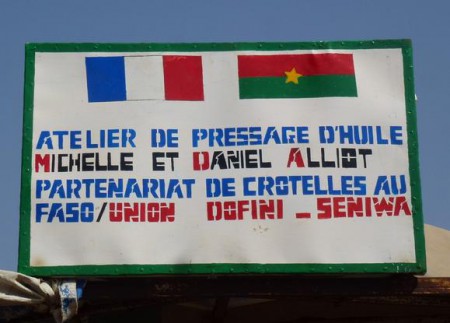 ATELIER DE PRESSAGE D'HUILE
MICHELLE ET DANIEL ALLIOT
PARTENARIAT DE CROTELLES AU
FASO/UNION DOFINI _ SENIWA